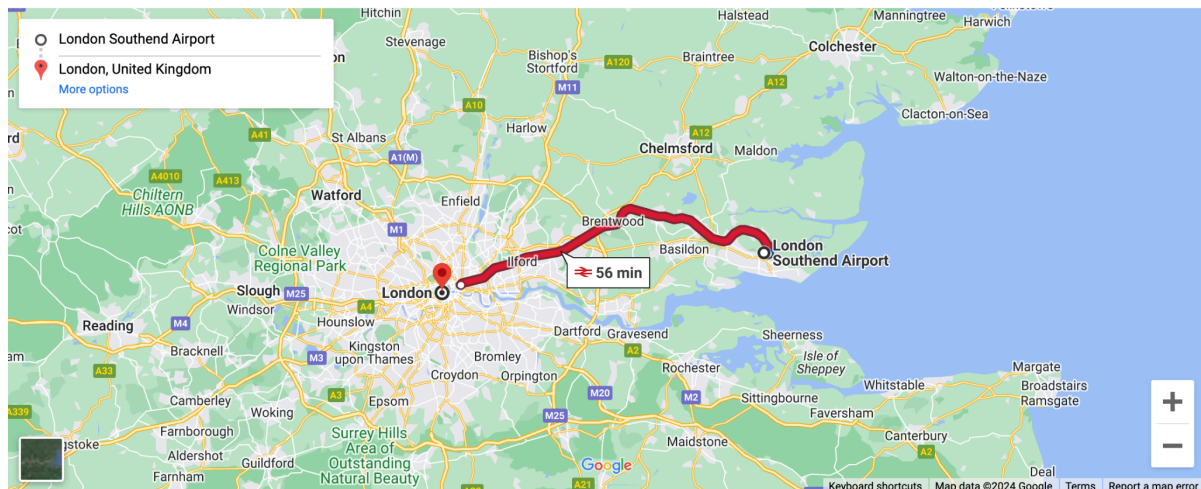 London Southend Airport
London, United Kingdom
More options
Hitchin
Stevenage
Bishop's
Stortford
A120
Braintree
Halstead
Manningtree
Harwich
Colchester
Walton-on-the-Naze
Clacton-on-Sea
A12
M11
A10
Harlow
A12
Chelmsford
Maldon
St Albans
A41
A1(M)
A4010
A413
Chiltern
Hills AONB
Watford
Enfield
M1
Brentwood
Basildon
London
Southend Airport
Colne Valley
Regional Park
Ilford
56 min
Slough
M25
London
A4
Windsor
Hounslow
Reading
M4
Dartford
Gravesend
Sheerness
Isle of
Sheppey
Bracknell
M3
Kingston
upon Thames
Bromley
A2
Rochester
Croydon
Orpington
A33
Margate
Broadstairs
Ramsgate
Whitstable
M20
M2
Sittingbourne
Faversham
Camberley
A3
Epsom
Woking
M25
Canterbury
A2
Farnborough
Aldershot
Guildford
Farnham
Surrey Hills
Area of
Outstanding
Natural Beauty
Maidstone
Deal
A21
A339
Google
Keyboard shortcuts
Map data ©2024 Google
Terms
Report a map error